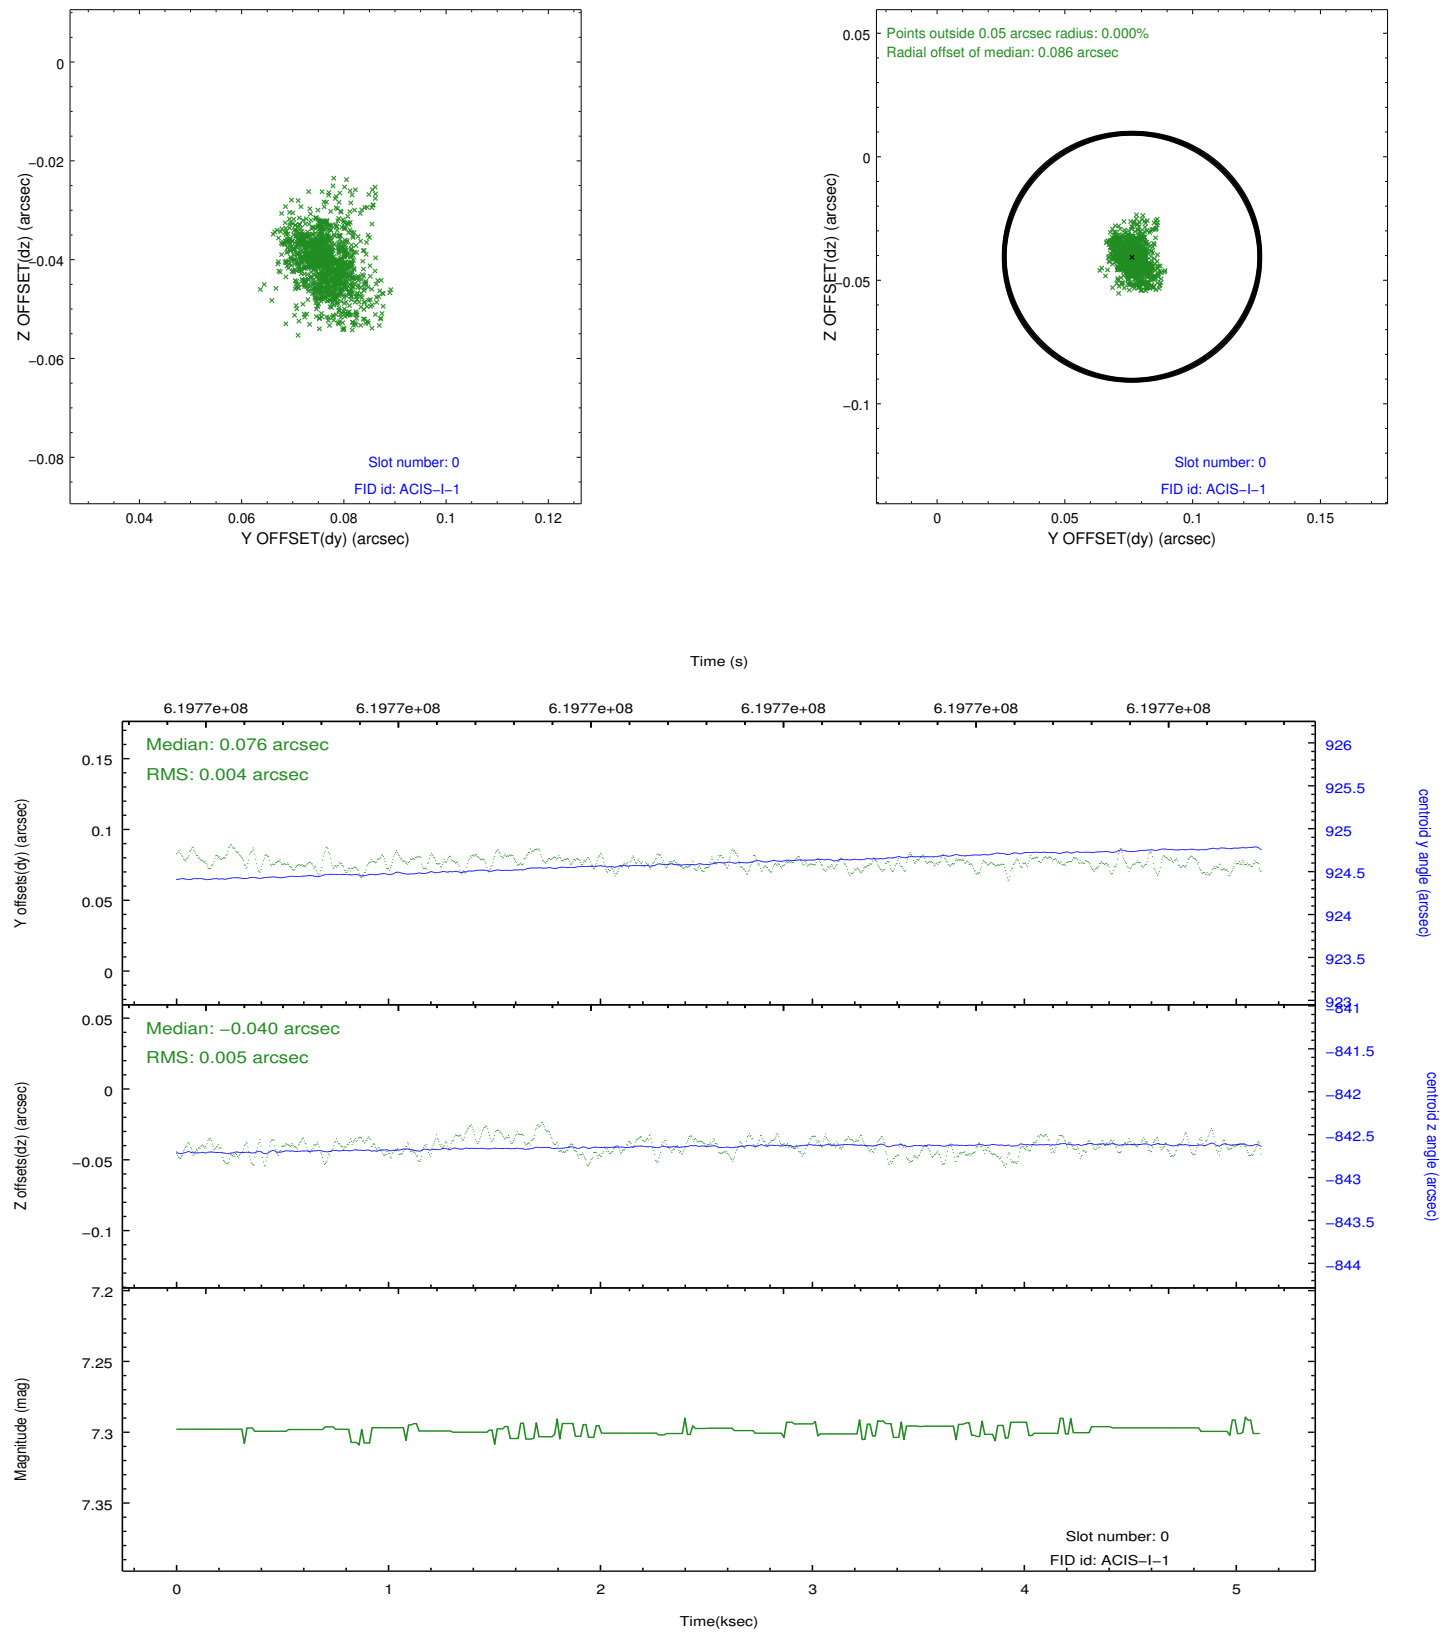 0
−0.02
−0.04
−0.06
−0.08
Z OFFSET(dz) (arcsec)
0.04
0.06
0.08
0.1
0.12
Y OFFSET(dy) (arcsec)
Slot number: 0
FID id: ACIS−I−1
Points outside 0.05 arcsec radius: 0.000%
Radial offset of median: 0.086 arcsec
0.05
0
−0.05
−0.1
Z OFFSET(dz) (arcsec)
0
0.05
0.1
0.15
Y OFFSET(dy) (arcsec)
Slot number: 0
FID id: ACIS−I−1
Time (s)
6.1977e+08
6.1977e+08
6.1977e+08
6.1977e+08
6.1977e+08
6.1977e+08
Median: 0.076 arcsec
RMS: 0.004 arcsec
0.15
0.1
0.05
0
Y offsets(dy) (arcsec)
926
925.5
925
924.5
924
923.5
923
centroid y angle (arcsec)
Median: −0.040 arcsec
RMS: 0.005 arcsec
0.05
0
−0.05
−0.1
Z offsets(dz) (arcsec)
−841
−841.5
−842
−842.5
−843
−843.5
−844
centroid z angle (arcsec)
7.2
7.25
7.3
7.35
Magnitude (mag)
Slot number: 0
FID id: ACIS−I−1
0
1
2
3
4
5
Time(ksec)